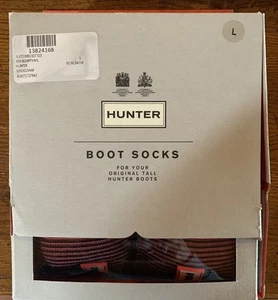 13824168
L
HUNTER
BOOT SOCKS
FOR YOUR
ORIGINAL TALL
HUNTER BOOTS